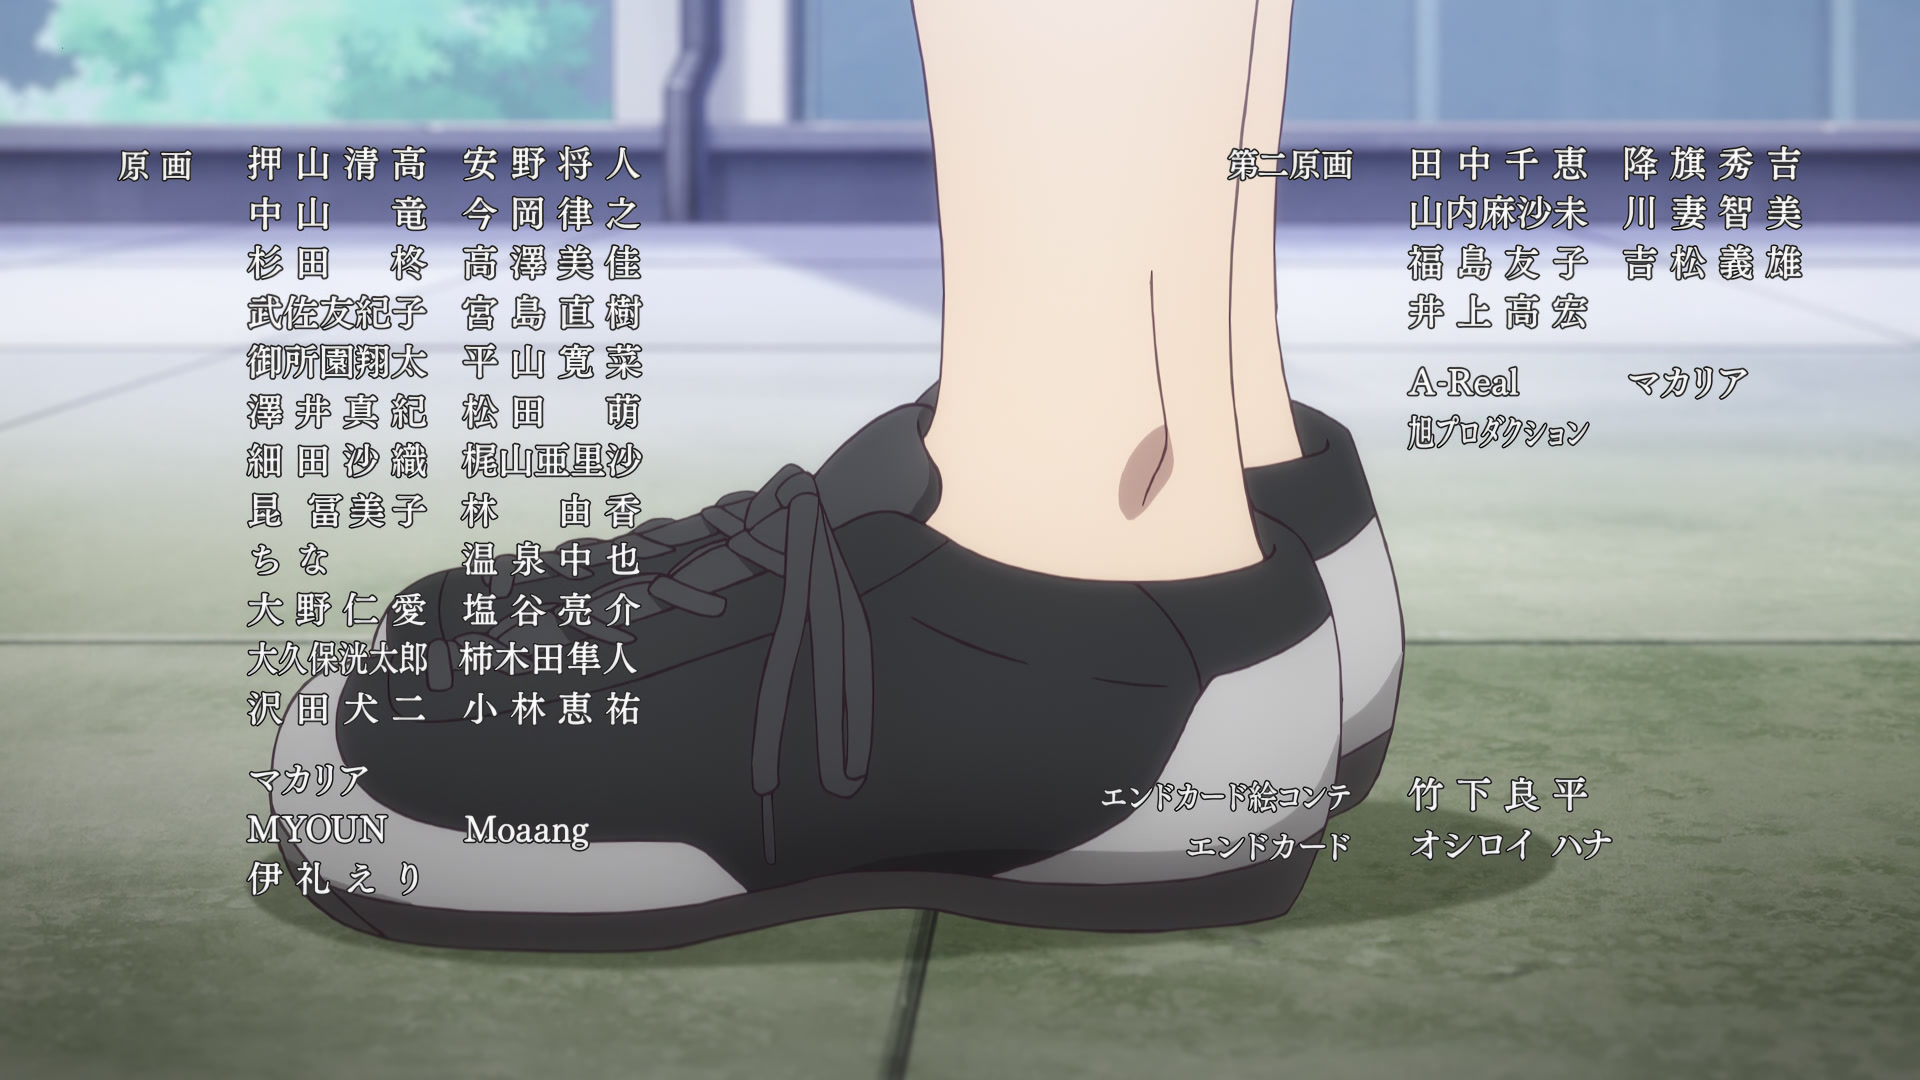 原画 押山清高 安野将人
中山 竜 今岡律之
杉田 柊 高澤美佳
武佐友紀子 宮島直樹
御所園翔太 平山寛菜
澤井真紀 松田 萌
細田沙織 梶山亜里沙
昆 冨美子 林 由香
ちな 温泉中也
大野仁愛 塩谷亮介
大久保洸太郎 柿木田隼人
沢田犬二 小林恵祐
マカリア
MYOUN Moaang
伊礼えり
第二原画 田中千恵 降旗秀吉
山内麻沙未 川妻智美
福島友子 吉松義雄
井上高宏
A-Real マカリア
旭プロダクション
エンドカード絵コンテ 竹下良平
エンドカード オシロイ ハナ